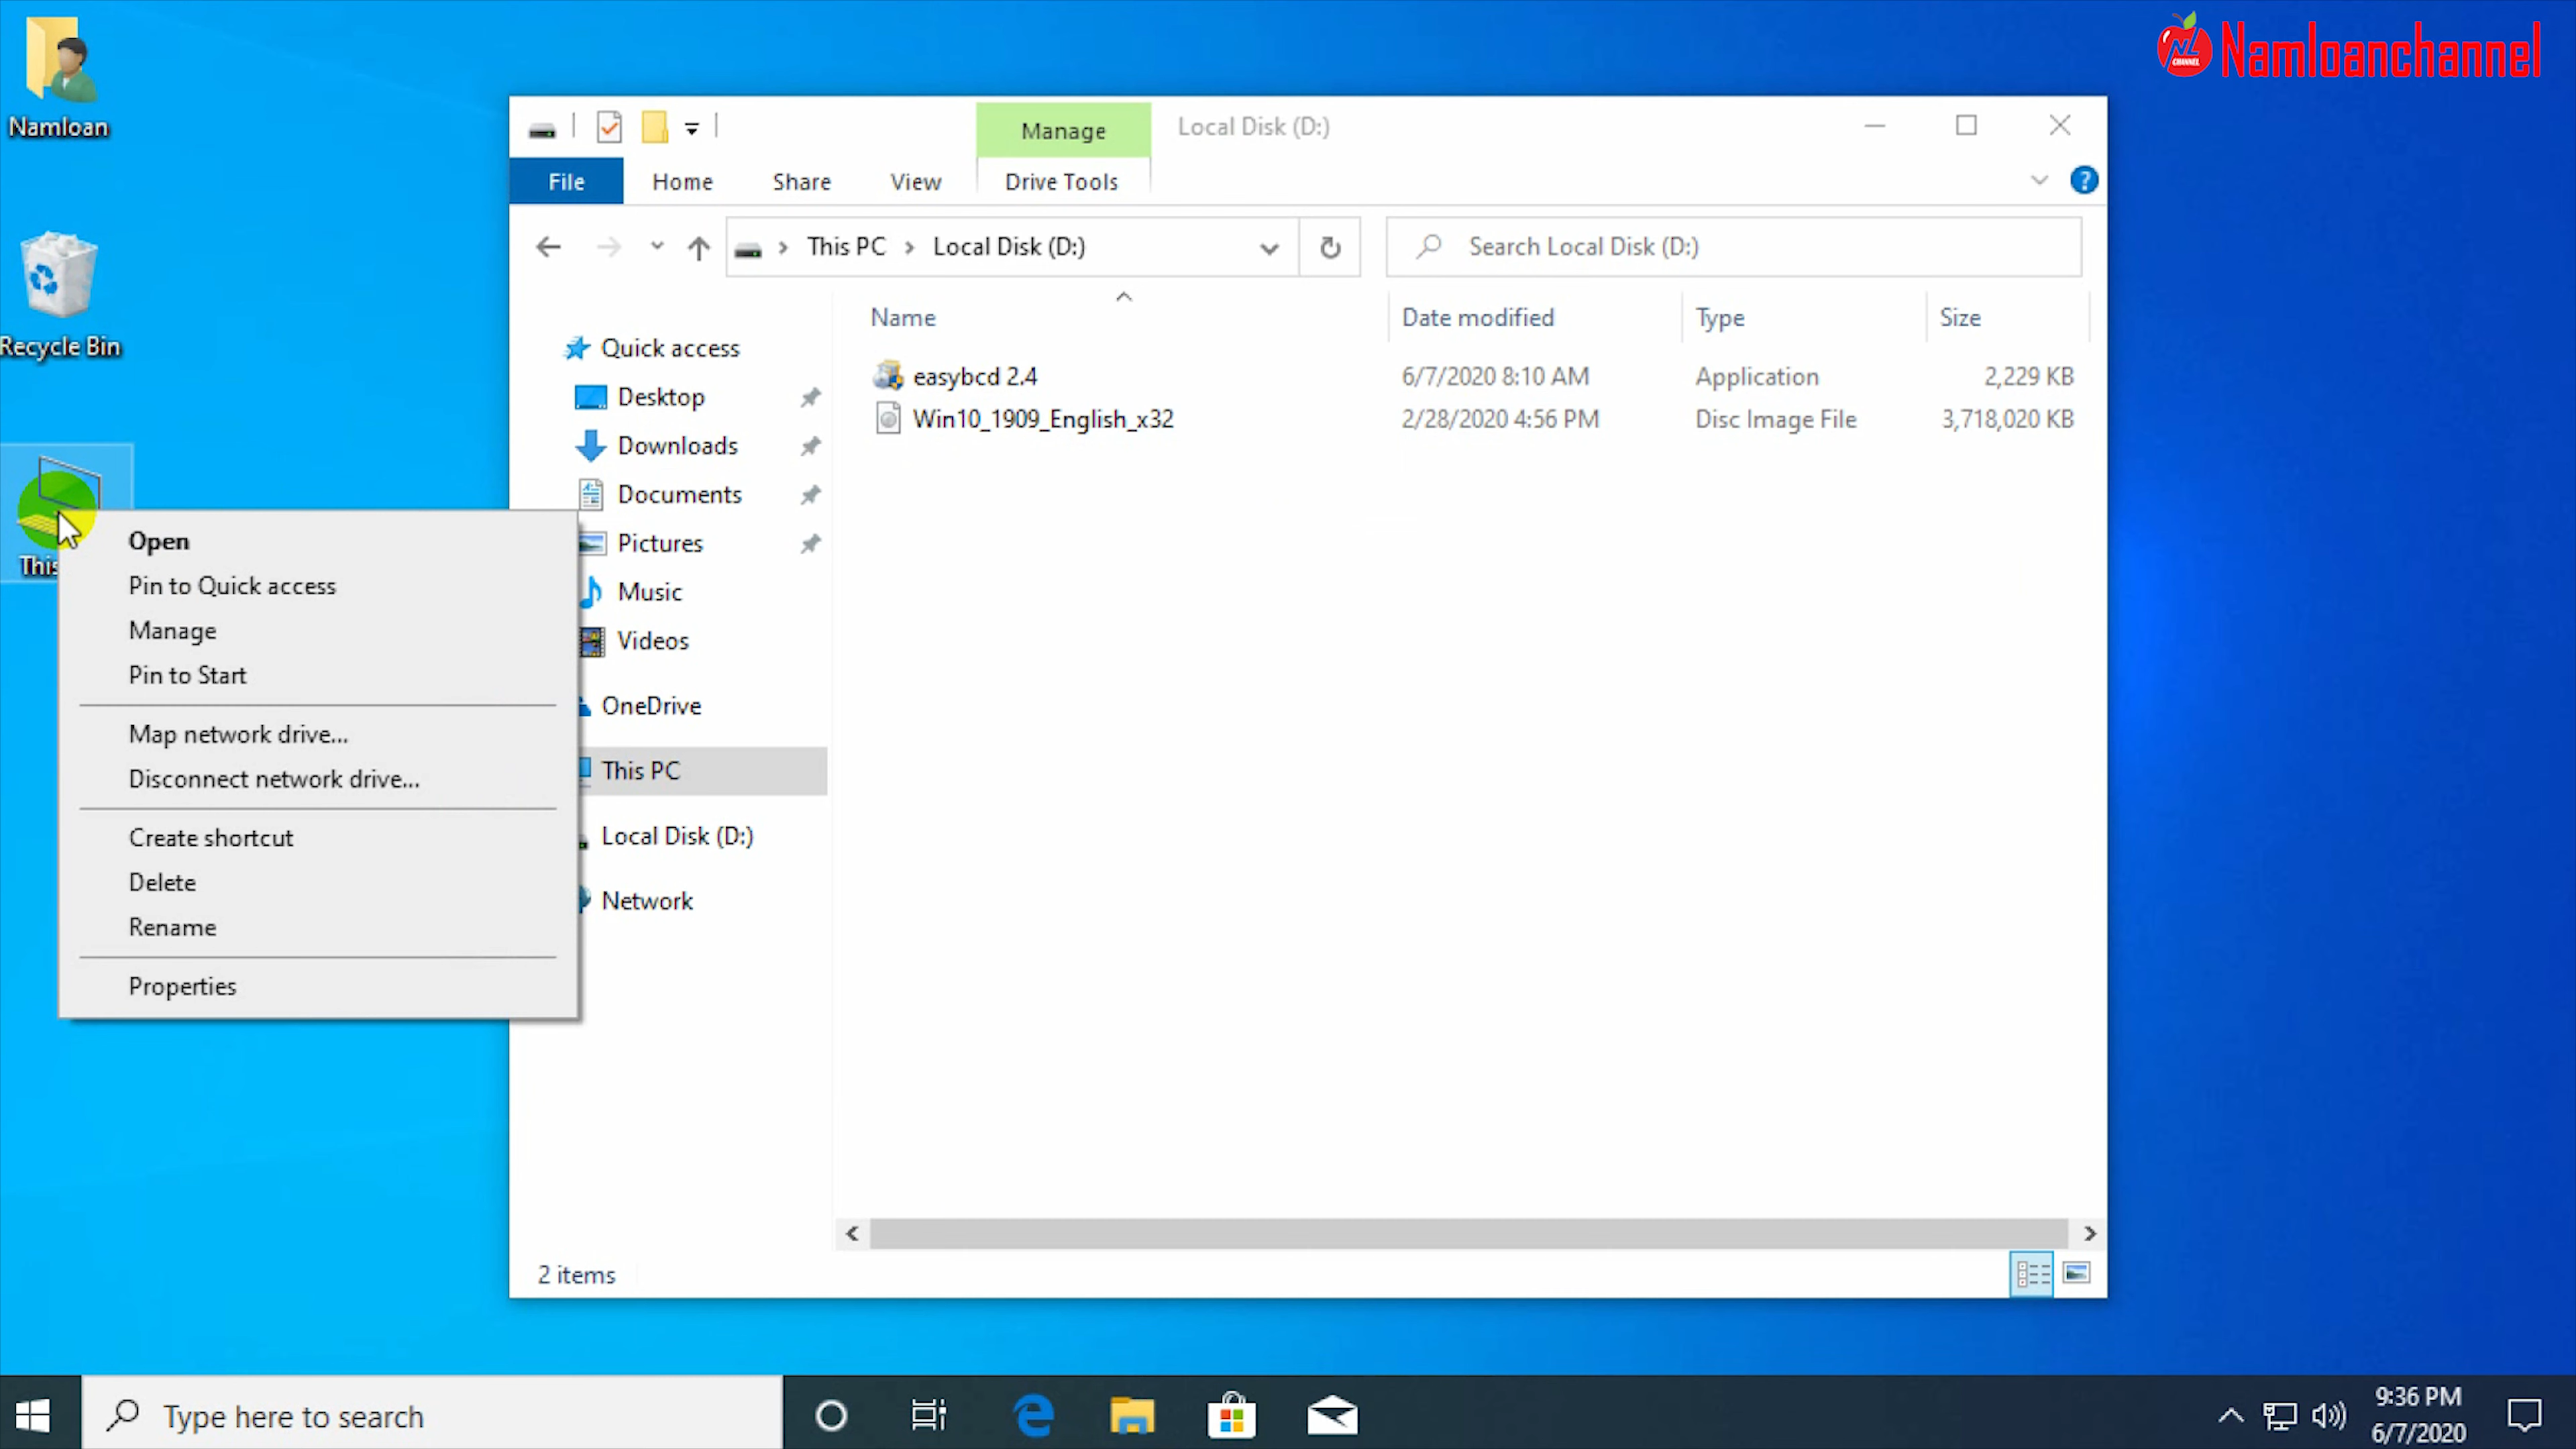 Namloanchannel
NL
CHANNEL
Namloan
Recycle Bin
This
Open
Pin to Quick access
Manage
Pin to Start
Map network drive...
Disconnect network drive...
Create shortcut
Delete
Rename
Properties
Manage
Local Disk (D:)
File
Home
Share
View
Drive Tools
?
This PC
Local Disk (D:)
Search Local Disk (D:)
Quick access
Desktop
Downloads
Documents
Pictures
Music
Videos
OneDrive
This PC
Local Disk (D:)
Network
Name Date modified Type Size
easybcd 2.4 6/7/2020 8:10 AM Application 2,229 KB
Win10_1909_English_x32 2/28/2020 4:56 PM Disc Image File 3,718,020 KB
2 items
Type here to search
9:36 PM
6/7/2020